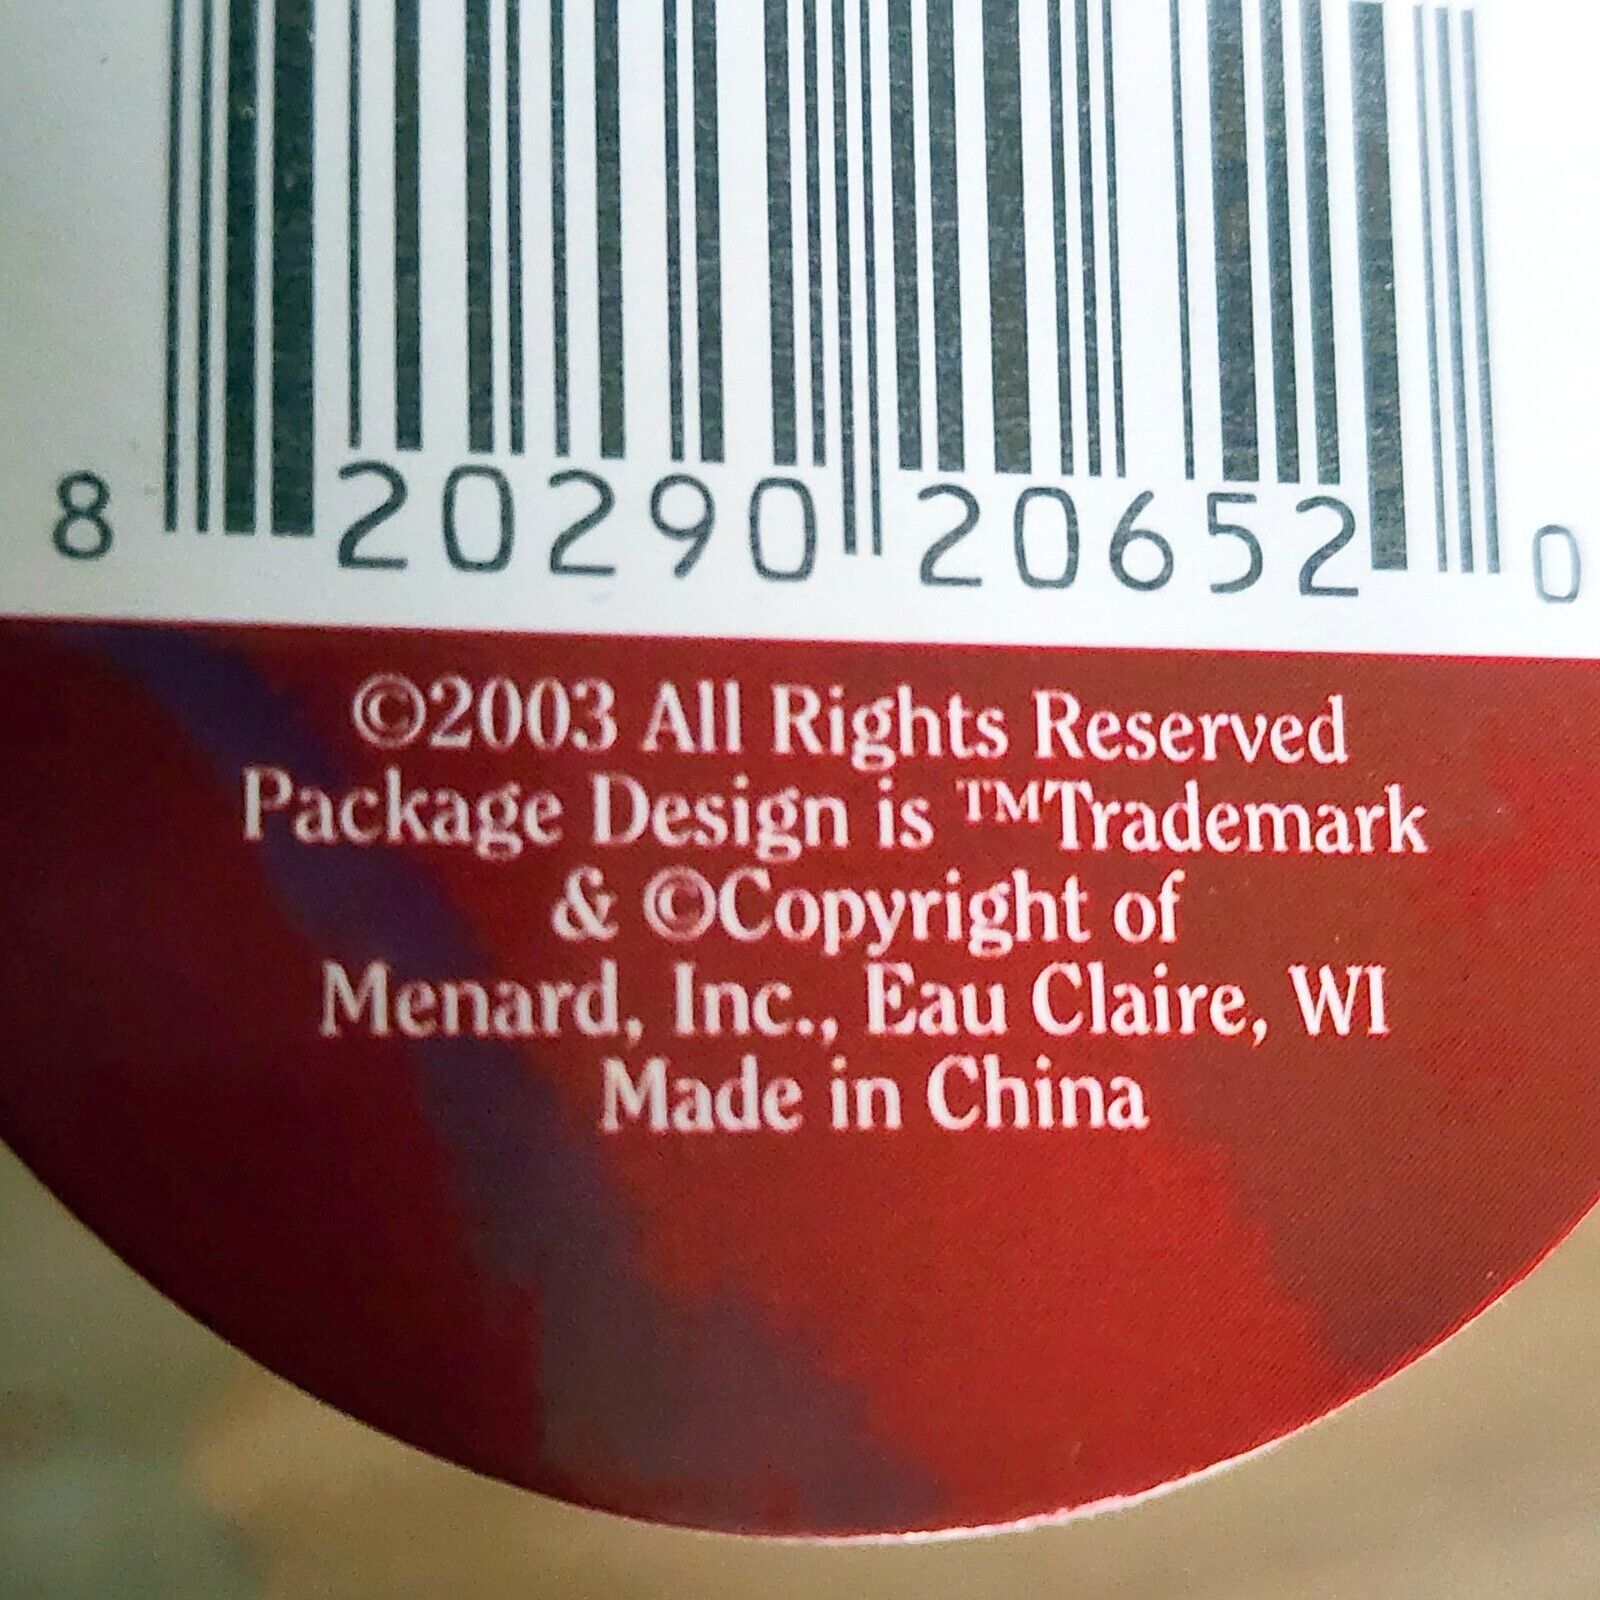 8 20290 20652 0
©2003 All Rights Reserved
Package Design is ™Trademark
& ©Copyright of
Menard, Inc., Eau Claire, WI
Made in China